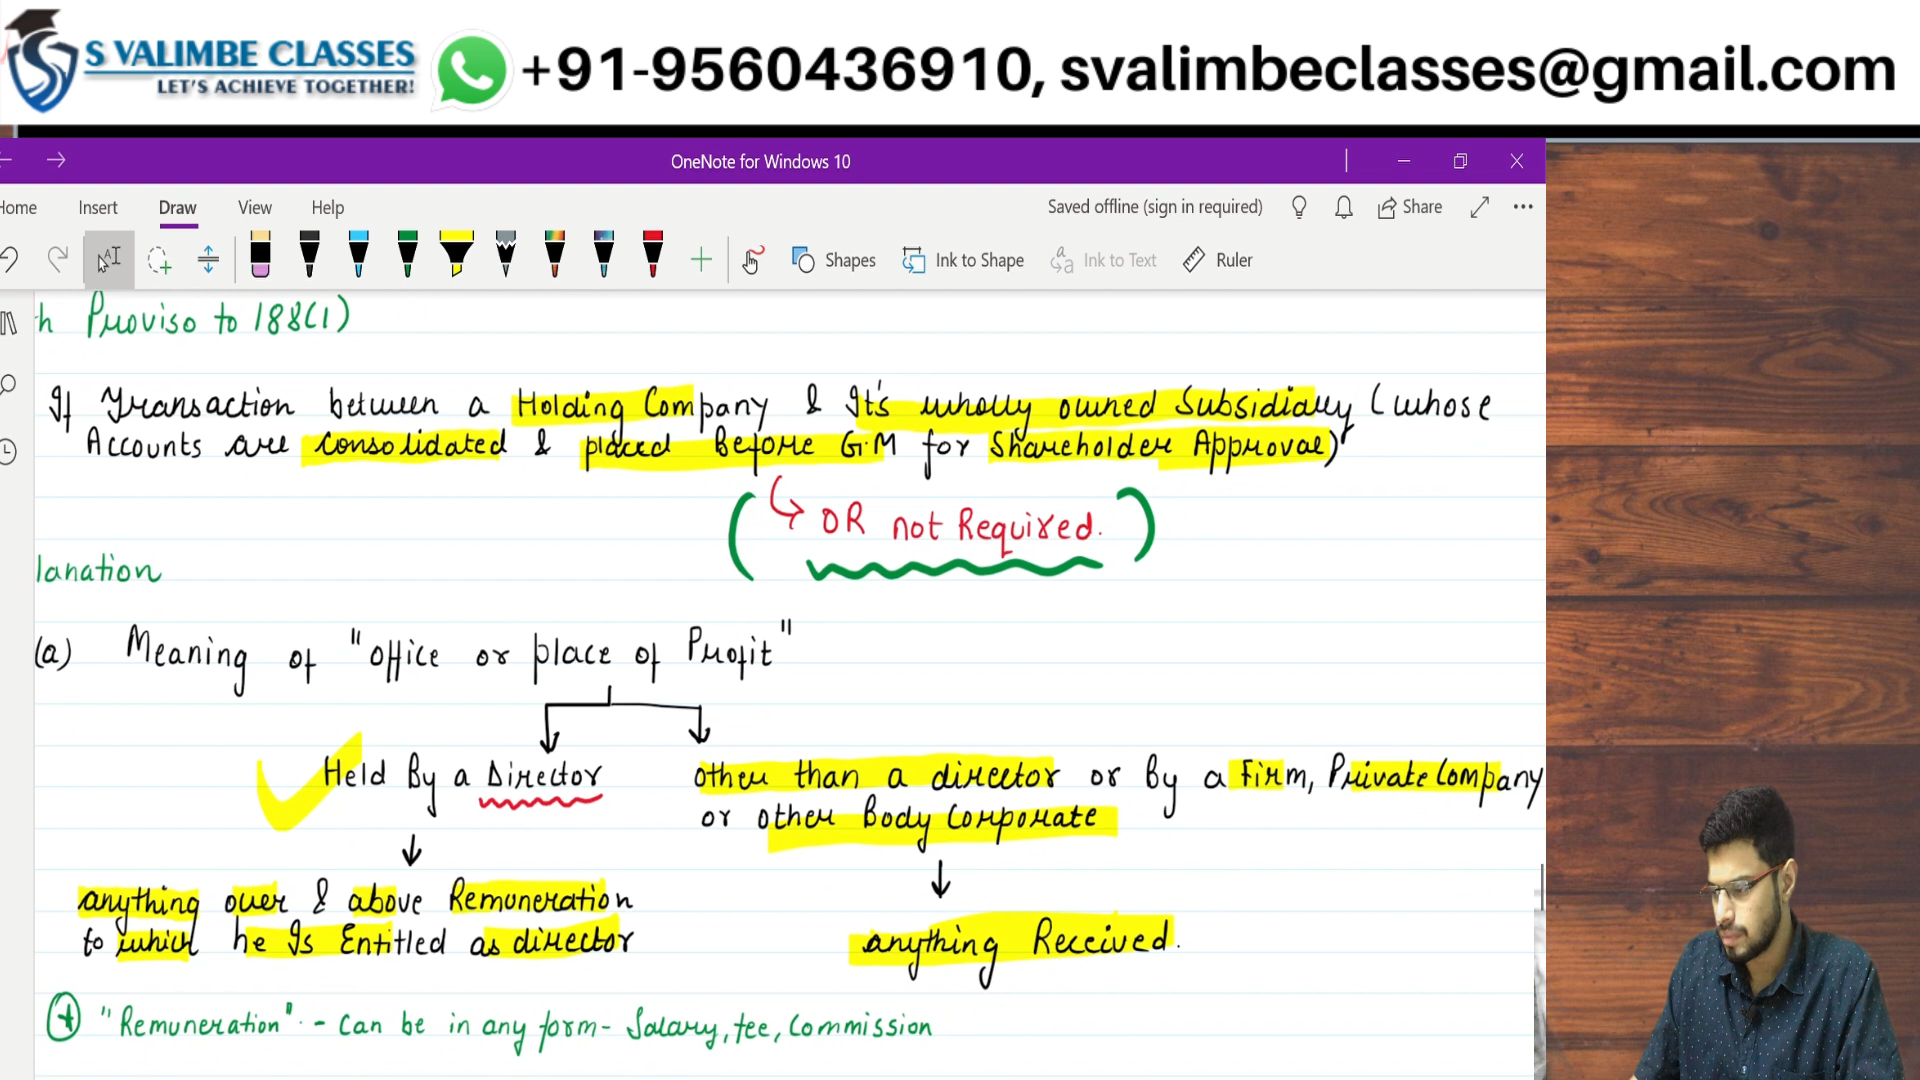 S VALIMBE CLASSES
LET'S ACHIEVE TOGETHER!
+91-9560436910, svalimbeclasses@gmail.com
OneNote for Windows 10
Home Insert Draw View Help
Saved offline (sign in required) Share
Shapes Ink to Shape Ink to Text Ruler
h Proviso to 188(1)
If Transaction between a Holding Company & It's wholly owned Subsidiary (whose
Accounts are consolidated & placed Before GM for Shareholder Approval)
( ↳ OR not Required. )
lanation
(a) Meaning of "office or place of Profit"
Held By a Director
other than a director or By a Firm, Private Company
or other Body Corporate
anything over & above Remuneration
to which he Is Entitled as director
anything Received.
"Remuneration" - Can be in any form - Salary, fee, Commission